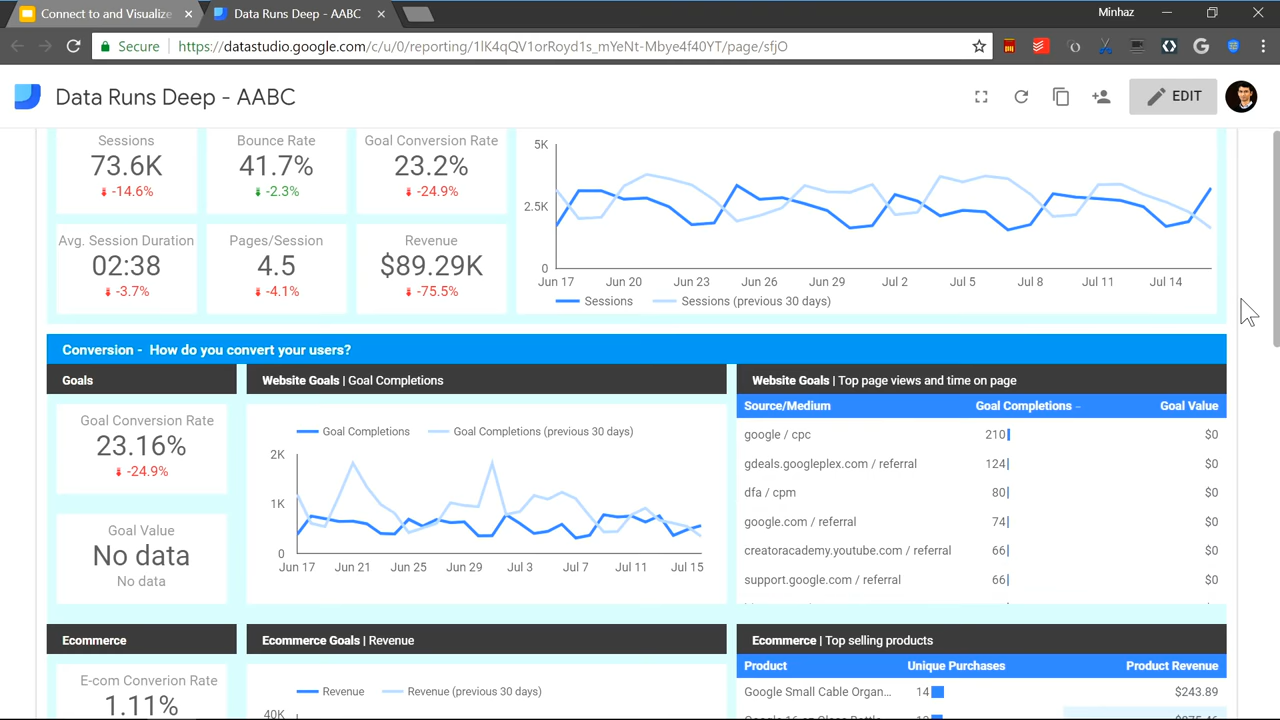 Connect to and Visualize
Data Runs Deep - AABC
Minhaz
Secure
https://datastudio.google.com/c/u/0/reporting/1lK4qQV1orRoyd1s_mYeNt-Mbye4f40YT/page/sfjO
Data Runs Deep - AABC
EDIT
Sessions
73.6K
-14.6%
Bounce Rate
41.7%
-2.3%
Goal Conversion Rate
23.2%
-24.9%
Avg. Session Duration
02:38
-3.7%
Pages/Session
4.5
-4.1%
Revenue
$89.29K
-75.5%
5K
2.5K
0
Jun 17 Jun 20 Jun 23 Jun 26 Jun 29 Jul 2 Jul 5 Jul 8 Jul 11 Jul 14
Sessions Sessions (previous 30 days)
Conversion - How do you convert your users?
Goals
Goal Conversion Rate
23.16%
-24.9%
Goal Value
No data
No data
Website Goals | Goal Completions
Goal Completions Goal Completions (previous 30 days)
2K
1K
0
Jun 17 Jun 21 Jun 25 Jun 29 Jul 3 Jul 7 Jul 11 Jul 15
Website Goals | Top page views and time on page
Source/Medium Goal Completions Goal Value
google / cpc 210 $0
gdeals.googleplex.com / referral 124 $0
dfa / cpm 80 $0
google.com / referral 74 $0
creatoracademy.youtube.com / referral 66 $0
support.google.com / referral 66 $0
Ecommerce
E-com Converion Rate
1.11%
Ecommerce Goals | Revenue
Revenue Revenue (previous 30 days)
40K
Ecommerce | Top selling products
Product Unique Purchases Product Revenue
Google Small Cable Organ... 14 $243.89